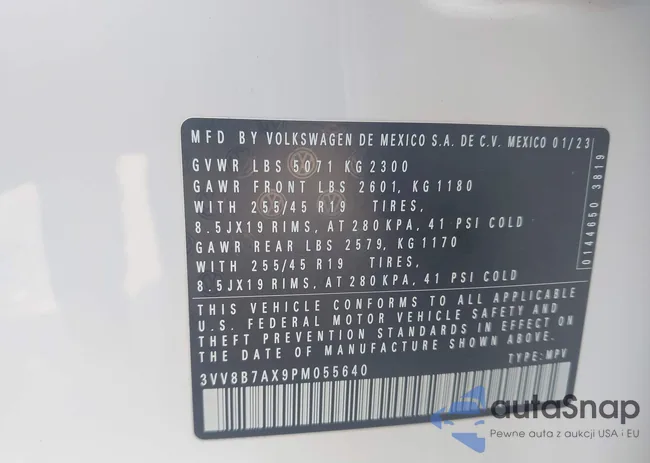 MFD BY VOLKSWAGEN DE MEXICO S.A. DE C.V. MEXICO 01/23
GVWR LBS 5071 KG 2300
GAWR FRONT LBS 2601, KG 1180
WITH 255/45 R19 TIRES,
8.5JX19 RIMS, AT 280 KPA, 41 PSI COLD
GAWR REAR LBS 2579, KG 1170
WITH 255/45 R19 TIRES,
8.5JX19 RIMS, AT 280 KPA, 41 PSI COLD
THIS VEHICLE CONFORMS TO ALL APPLICABLE
U.S. FEDERAL MOTOR VEHICLE SAFETY AND
THEFT PREVENTION STANDARDS IN EFFECT ON
THE DATE OF MANUFACTURE SHOWN ABOVE.
3VV8B7AX9PM055640 TYPE: MPV
0144650 3819
autaSnap
Pewne auta z aukcji USA i EU